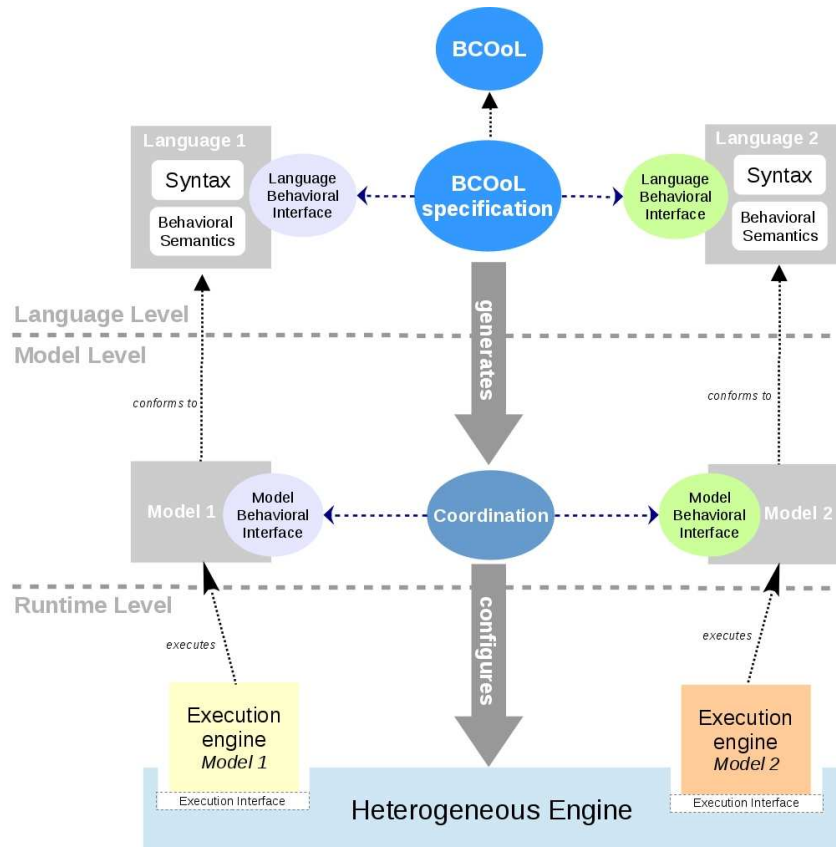 BCOoL
Language 1
Syntax
Behavioral
Semantics
Language
Behavioral
Interface
BCOoL
specification
Language
Behavioral
Interface
Language 2
Syntax
Behavioral
Semantics
generates
Language Level
Model Level
conforms to
conforms to
Model 1
Model
Behavioral
Interface
Coordination
Model
Behavioral
Interface
Model 2
Runtime Level
configures
executes
executes
Execution
engine
Model 1
Execution Interface
Execution
engine
Model 2
Execution Interface
Heterogeneous Engine